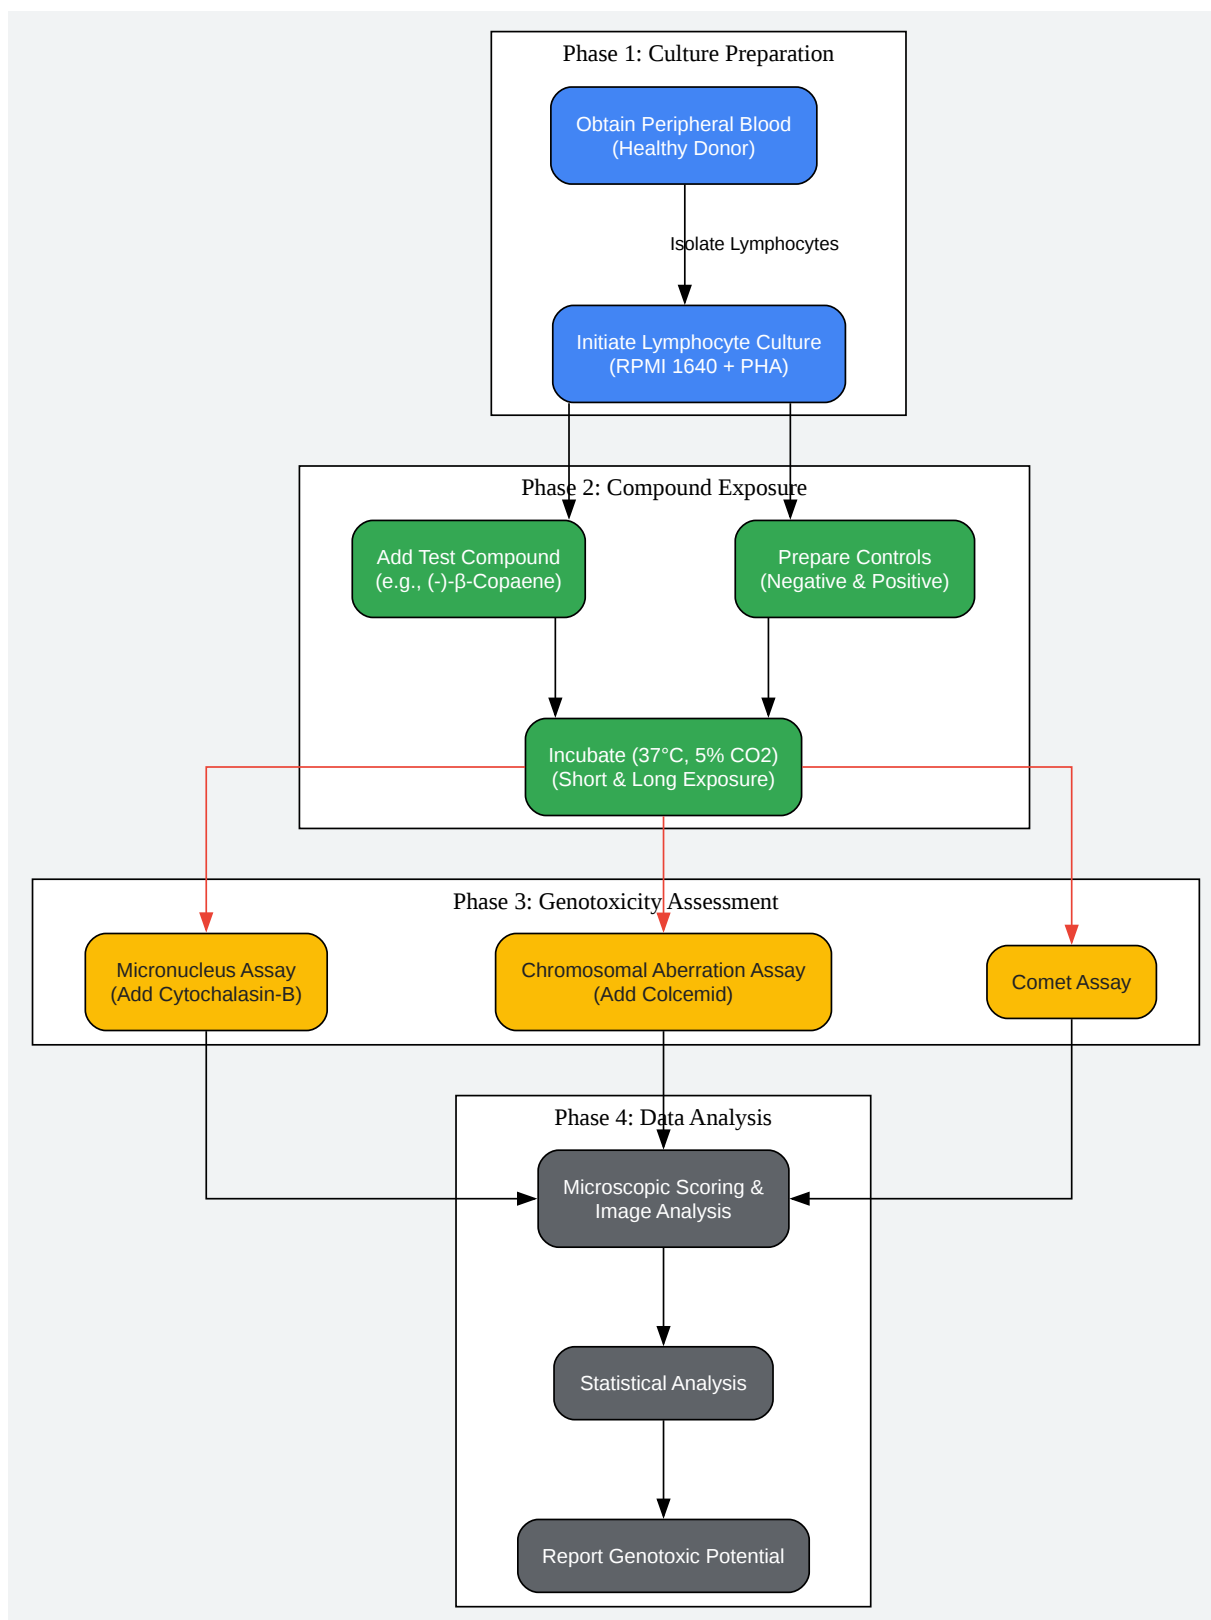 Phase 1: Culture Preparation
Obtain Peripheral Blood
(Healthy Donor)
Isolate Lymphocytes
Initiate Lymphocyte Culture
(RPMI 1640 + PHA)
Phase 2: Compound Exposure
Add Test Compound
(e.g., (-)-β-Copaene)
Prepare Controls
(Negative & Positive)
Incubate (37°C, 5% CO2)
(Short & Long Exposure)
Phase 3: Genotoxicity Assessment
Micronucleus Assay
(Add Cytochalasin-B)
Chromosomal Aberration Assay
(Add Colcemid)
Comet Assay
Phase 4: Data Analysis
Microscopic Scoring &
Image Analysis
Statistical Analysis
Report Genotoxic Potential